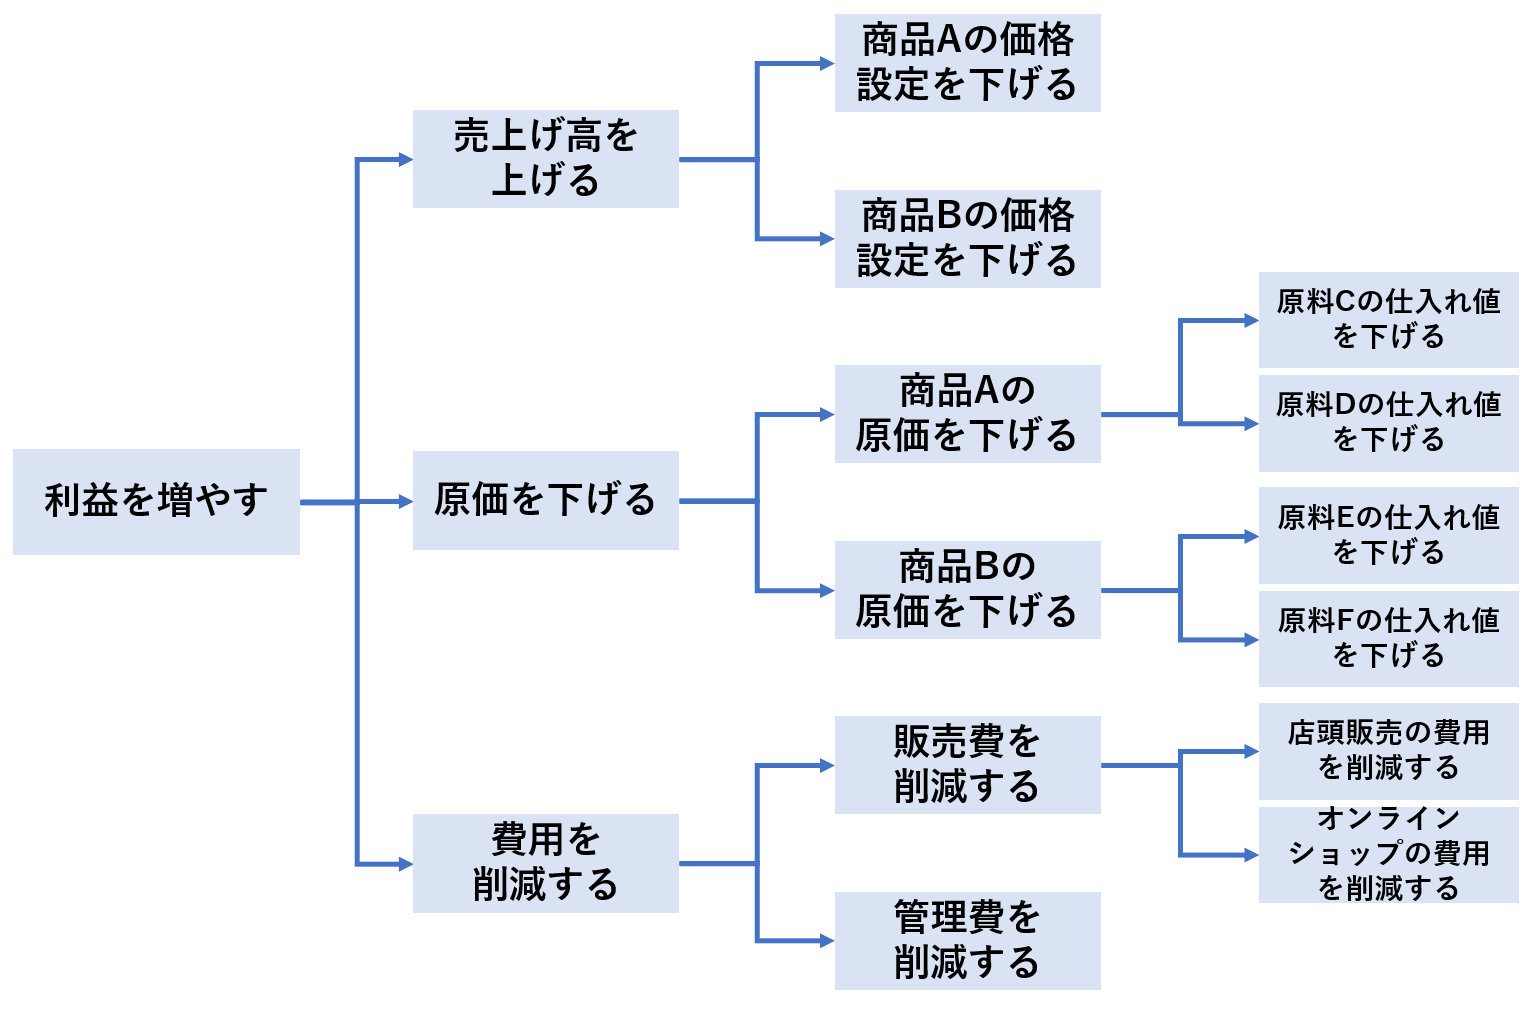 利益を増やす
売上げ高を
上げる
商品Aの価格
設定を下げる
商品Bの価格
設定を下げる
原価を下げる
商品Aの
原価を下げる
原料Cの仕入れ値
を下げる
原料Dの仕入れ値
を下げる
商品Bの
原価を下げる
原料Eの仕入れ値
を下げる
原料Fの仕入れ値
を下げる
費用を
削減する
販売費を
削減する
店頭販売の費用
を削減する
オンライン
ショップの費用
を削減する
管理費を
削減する